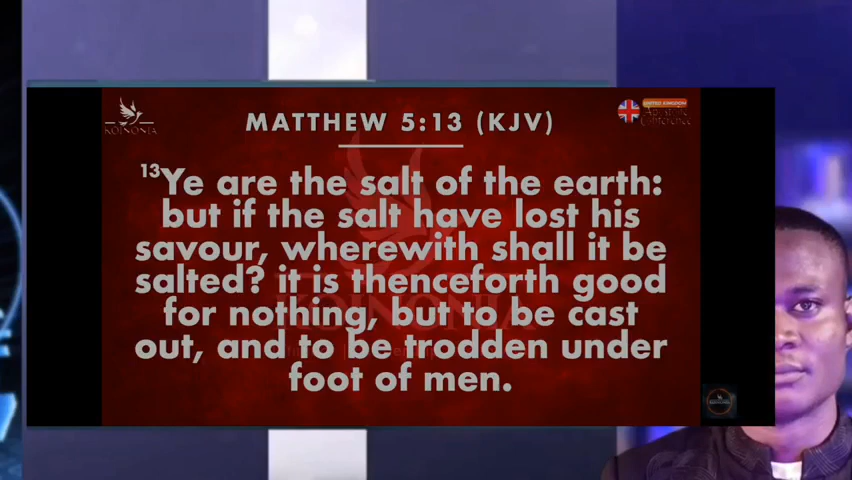 KOINONIA
UNITED KINGDOM
Conference
MATTHEW 5:13 (KJV)
13Ye are the salt of the earth:
but if the salt have lost his
savour, wherewith shall it be
salted? it is thenceforth good
for nothing, but to be cast
out, and to be trodden under
foot of men.
KOINONIA